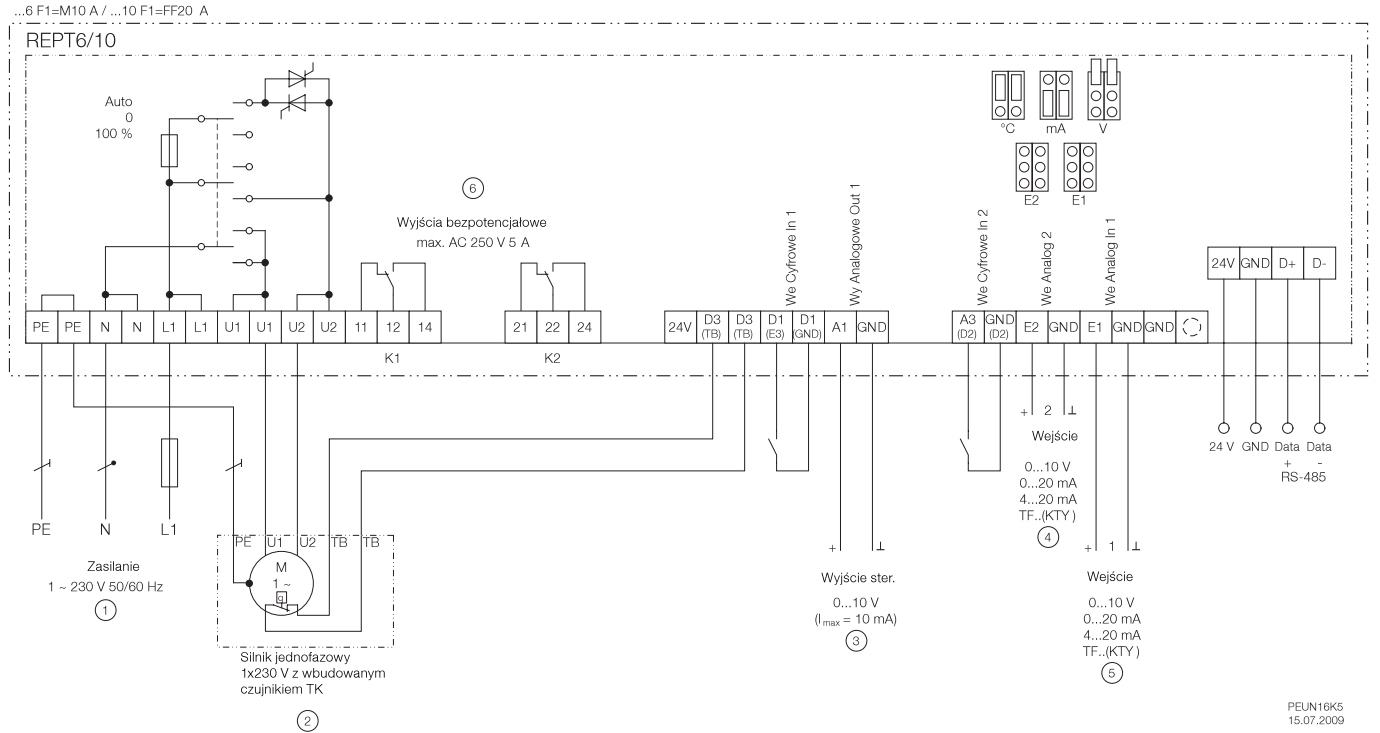 ...6 F1=M10 A / ...10 F1=FF20 A
REPT6/10
Auto
0
100 %
6
Wyjścia bezpotencjałowe
max. AC 250 V 5 A
°C mA V
E2 E1
We Cyfrowe In 1
Wy Analogowe Out 1
We Cyfrowe In 2
We Analog 2
We Analog In 1
24V GND D+ D-
PE PE N N L1 L1 U1 U1 U2 U2 11 12 14
K1
21 22 24
K2
24V D3 (TB) D3 (TB) D1 (E3) D1 (GND) A1 GND
A3 (D2) GND (D2) E2 GND E1 GND GND
24 V GND Data + Data -
RS-485
+ 2 ⊥
Wejście
0...10 V
0...20 mA
4...20 mA
TF..(KTY )
4
PE N L1
Zasilanie
1 ~ 230 V 50/60 Hz
1
PE U1 U2 TB TB
M
1 ~
Silnik jednofazowy
1x230 V z wbudowanym
czujnikiem TK
2
+ ⊥
Wyjście ster.
0...10 V
(Imax = 10 mA)
3
+ 1 ⊥
Wejście
0...10 V
0...20 mA
4...20 mA
TF..(KTY )
5
PEUN16K5
15.07.2009